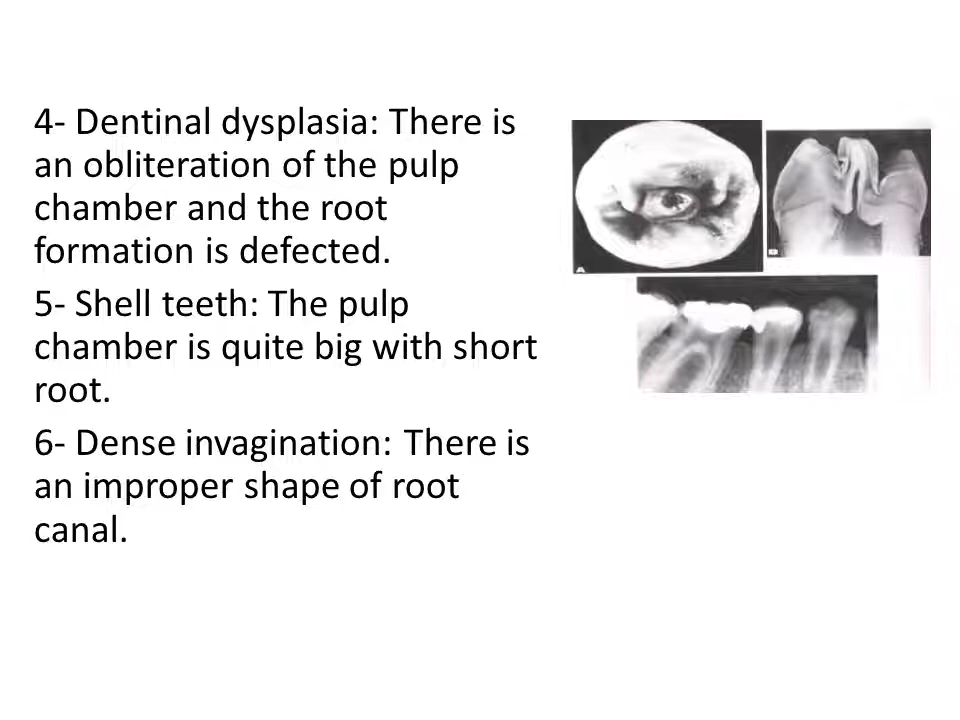 4- Dentinal dysplasia: There is
an obliteration of the pulp
chamber and the root
formation is defected.
5- Shell teeth: The pulp
chamber is quite big with short
root.
6- Dense invagination: There is
an improper shape of root
canal.
A